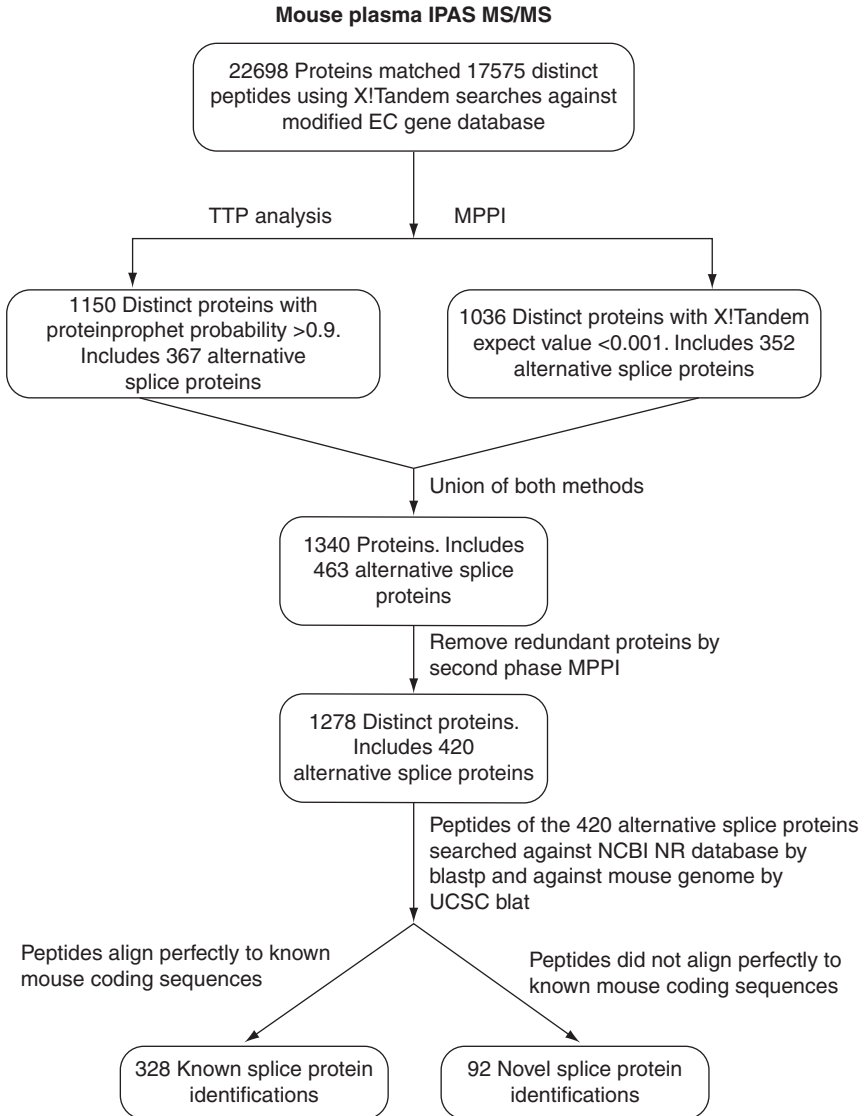 Mouse plasma IPAS MS/MS
22698 Proteins matched 17575 distinct
peptides using X!Tandem searches against
modified EC gene database
TTP analysis
MPPI
1150 Distinct proteins with
proteinprophet probability >0.9.
Includes 367 alternative
splice proteins
1036 Distinct proteins with X!Tandem
expect value <0.001. Includes 352
alternative splice proteins
Union of both methods
1340 Proteins. Includes
463 alternative splice
proteins
Remove redundant proteins by
second phase MPPI
1278 Distinct proteins.
Includes 420
alternative splice proteins
Peptides of the 420 alternative splice proteins
searched against NCBI NR database by
blastp and against mouse genome by
UCSC blat
Peptides align perfectly to known
mouse coding sequences
Peptides did not align perfectly to
known mouse coding sequences
328 Known splice protein
identifications
92 Novel splice protein
identifications